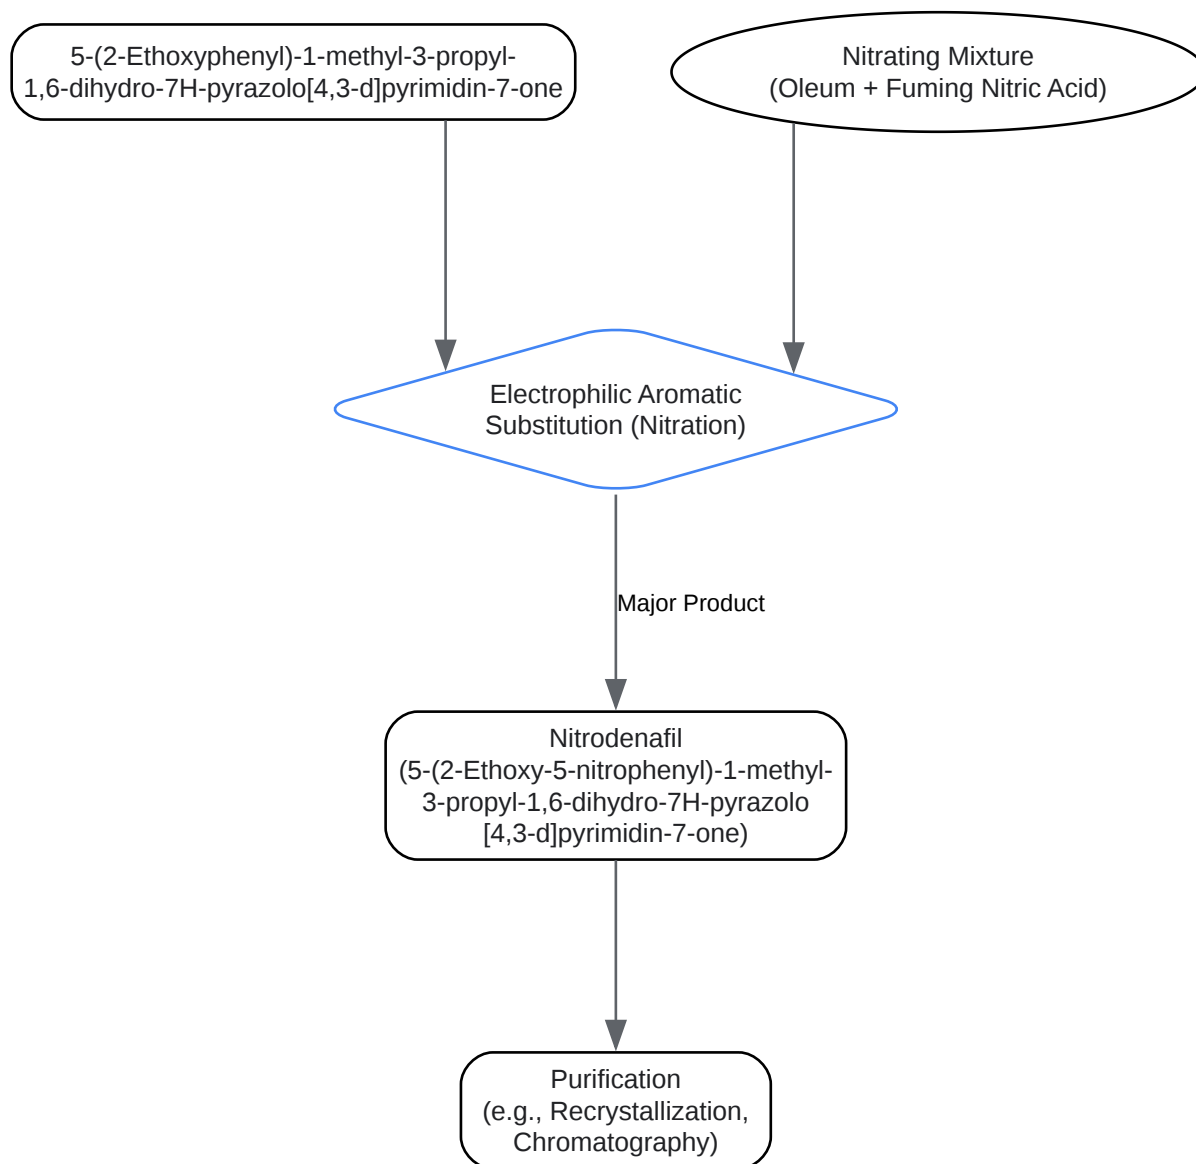 5-(2-Ethoxyphenyl)-1-methyl-3-propyl-
1,6-dihydro-7H-pyrazolo[4,3-d]pyrimidin-7-one
Nitrating Mixture
(Oleum + Fuming Nitric Acid)
Electrophilic Aromatic
Substitution (Nitration)
Major Product
Nitrodenafil
(5-(2-Ethoxy-5-nitrophenyl)-1-methyl-
3-propyl-1,6-dihydro-7H-pyrazolo
[4,3-d]pyrimidin-7-one)
Purification
(e.g., Recrystallization,
Chromatography)